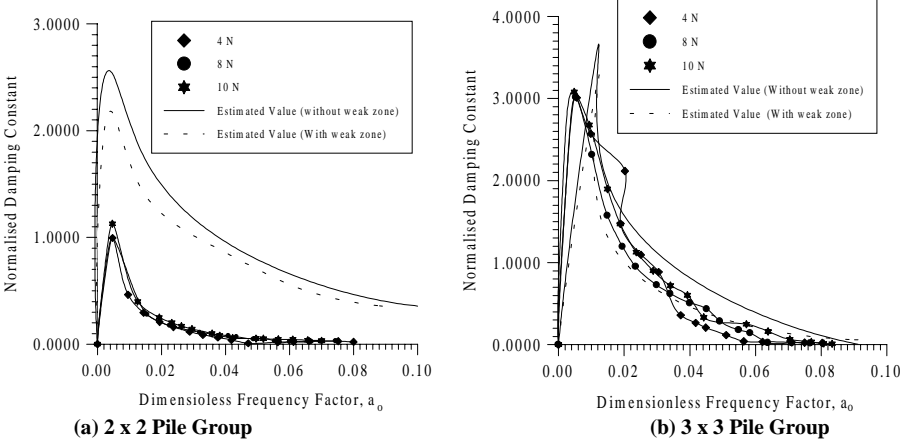 3.0000
2.0000
1.0000
0.0000
Normalised Damping Constant
4 N
8 N
10 N
Estimated Value (without weak zone)
Estimated Value (With weak zone)
0.00 0.02 0.04 0.06 0.08 0.10
Dimensioless Frequency Factor, a₀
(a) 2 x 2 Pile Group
4.0000
3.0000
2.0000
1.0000
0.0000
Normalised Damping Constant
4 N
8 N
10 N
Estimated Value (Without weak zone)
Estimated Value (With weak zone)
0.00 0.02 0.04 0.06 0.08 0.10
Dimensionless Frequency Factor, a₀
(b) 3 x 3 Pile Group